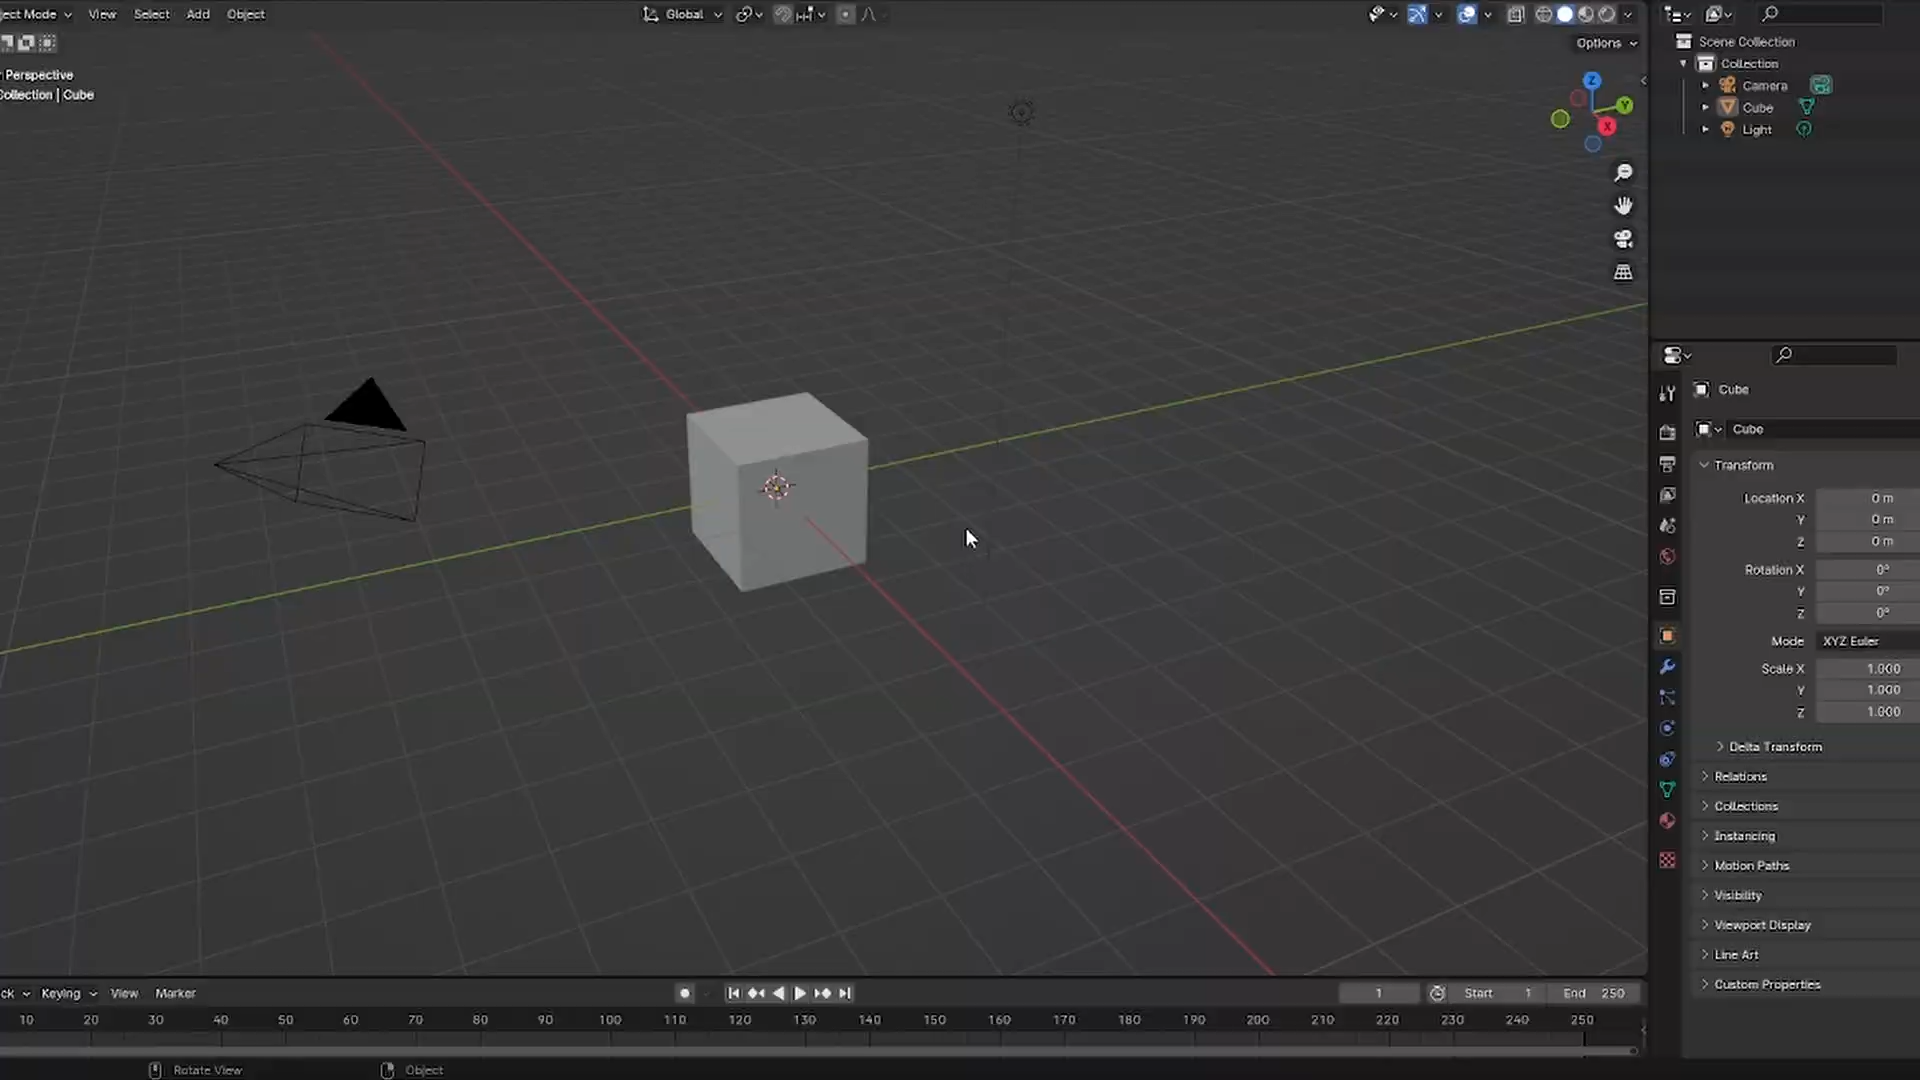 ject Mode View Select Add Object Global
Options
Perspective
Collection | Cube
Z
Y
X
Scene Collection
Collection
Camera
Cube
Light
Cube
Cube
Transform
Location X 0 m
Y 0 m
Z 0 m
Rotation X 0°
Y 0°
Z 0°
Mode XYZ Euler
Scale X 1.000
Y 1.000
Z 1.000
Delta Transform
Relations
Collections
Instancing
Motion Paths
Visibility
Viewport Display
Line Art
Custom Properties
ck Keying View Marker 1 Start 1 End 250
10 20 30 40 50 60 70 80 90 100 110 120 130 140 150 160 170 180 190 200 210 220 230 240 250
Rotate View Object